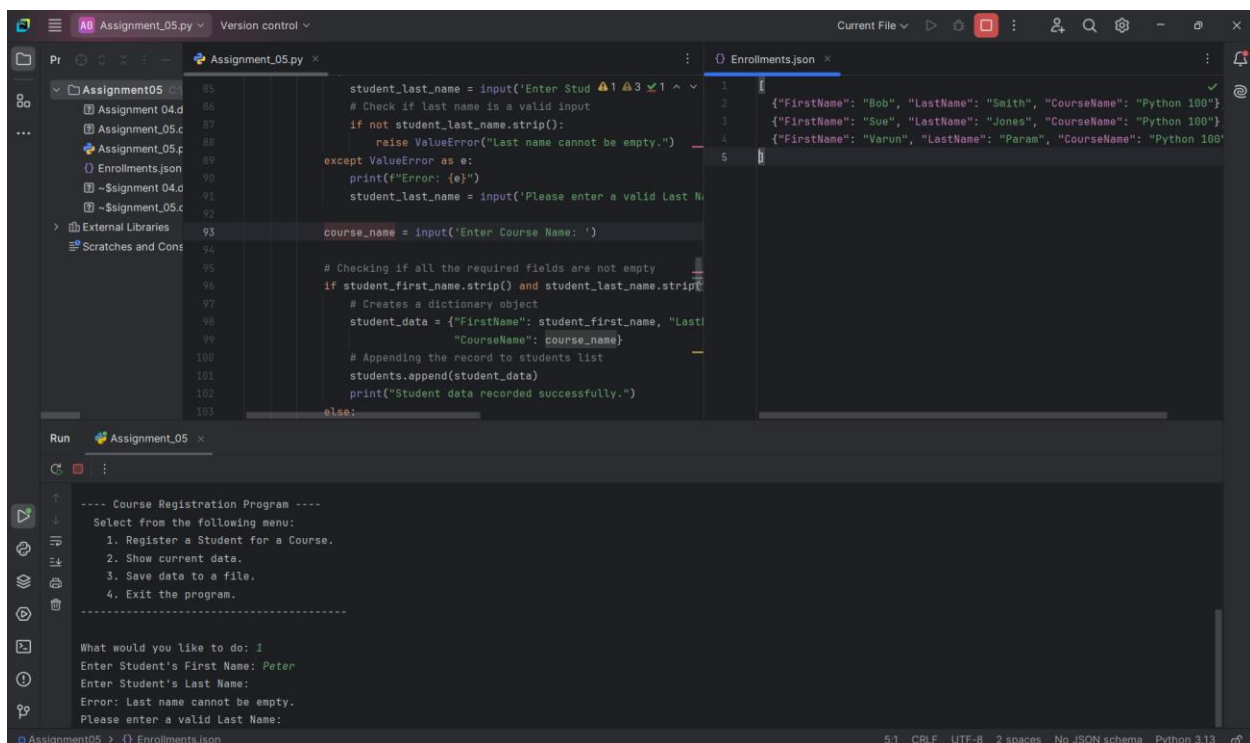 A0 Assignment_05.py Version control Current File
Pr
Assignment_05.py
Enrollments.json
Assignment05 C:\
Assignment 04.d
Assignment_05.c
Assignment_05.p
Enrollments.json
~$signment 04.d
~$signment_05.c
External Libraries
Scratches and Cons
85 student_last_name = input('Enter Stud 1 3 1
86 # Check if last name is a valid input
87 if not student_last_name.strip():
88 raise ValueError("Last name cannot be empty.")
89 except ValueError as e:
90 print(f"Error: {e}")
91 student_last_name = input('Please enter a valid Last Na
92
93 course_name = input('Enter Course Name: ')
94
95 # Checking if all the required fields are not empty
96 if student_first_name.strip() and student_last_name.strip(
97 # Creates a dictionary object
98 student_data = {"FirstName": student_first_name, "Last
99 "CourseName": course_name}
100 # Appending the record to students list
101 students.append(student_data)
102 print("Student data recorded successfully.")
103 else:
1 [
2 {"FirstName": "Bob", "LastName": "Smith", "CourseName": "Python 100"}
3 {"FirstName": "Sue", "LastName": "Jones", "CourseName": "Python 100"}
4 {"FirstName": "Varun", "LastName": "Param", "CourseName": "Python 100"
5 ]
Run Assignment_05
---- Course Registration Program ----
Select from the following menu:
1. Register a Student for a Course.
2. Show current data.
3. Save data to a file.
4. Exit the program.
----------------------------------------
What would you like to do: 1
Enter Student's First Name: Peter
Enter Student's Last Name:
Error: Last name cannot be empty.
Please enter a valid Last Name:
Assignment05 > Enrollments.json 5:1 CRLF UTF-8 2 spaces No JSON schema Python 3.13